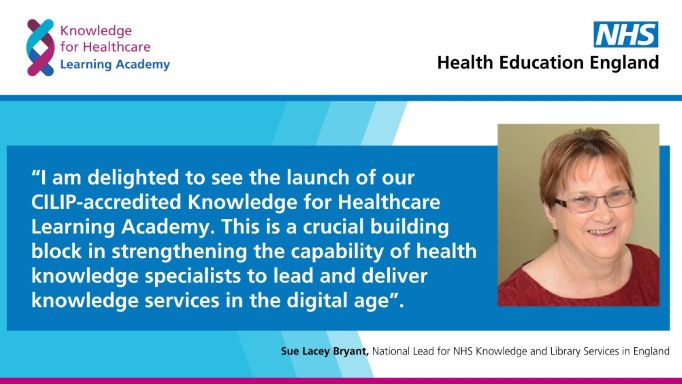 Knowledge
for Healthcare
Learning Academy
NHS
Health Education England
“I am delighted to see the launch of our
CILIP-accredited Knowledge for Healthcare
Learning Academy. This is a crucial building
block in strengthening the capability of health
knowledge specialists to lead and deliver
knowledge services in the digital age”.
Sue Lacey Bryant, National Lead for NHS Knowledge and Library Services in England